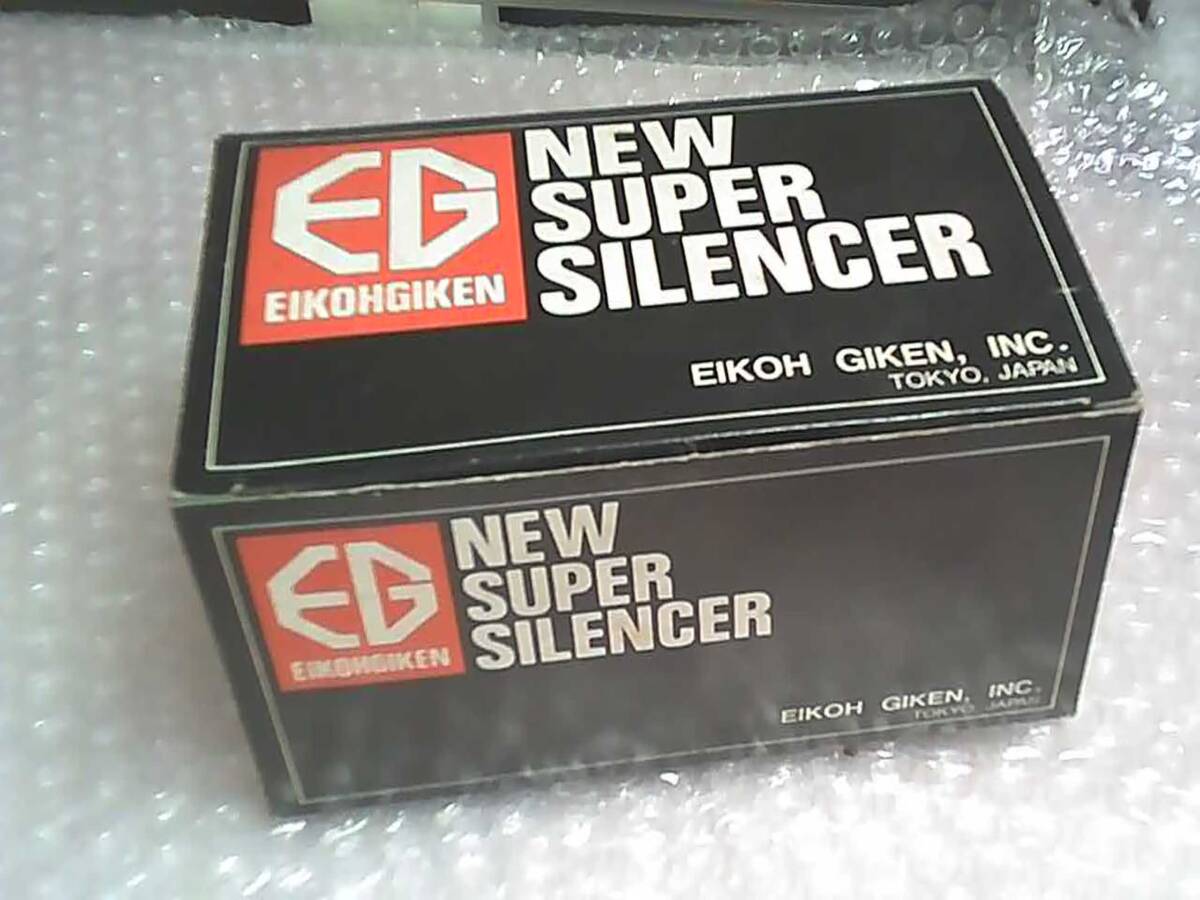 EG
EIKOHGIKEN
NEW
SUPER
SILENCER
EIKOH GIKEN, INC.
TOKYO, JAPAN
EG
EIKOHGIKEN
NEW
SUPER
SILENCER
EIKOH GIKEN, INC.
TOKYO, JAPAN